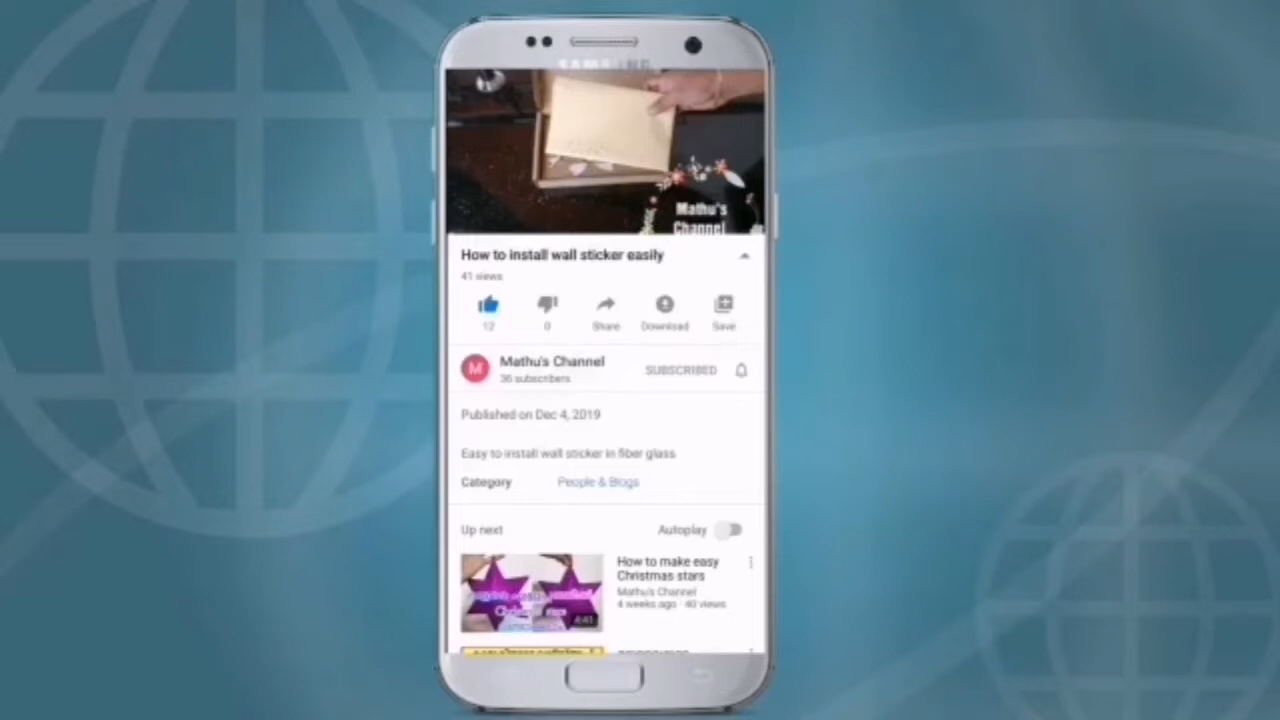 SAMSUNG
Mathu's
Channel
How to install wall sticker easily
41 views
12
0
Share
Download
Save
M
Mathu's Channel
36 subscribers
SUBSCRIBED
Published on Dec 4, 2019
Easy to install wall sticker in fiber glass
Category
People & Blogs
Up next
Autoplay
How to make easy
Christmas stars
Mathu's Channel
4 weeks ago · 40 views
4:41